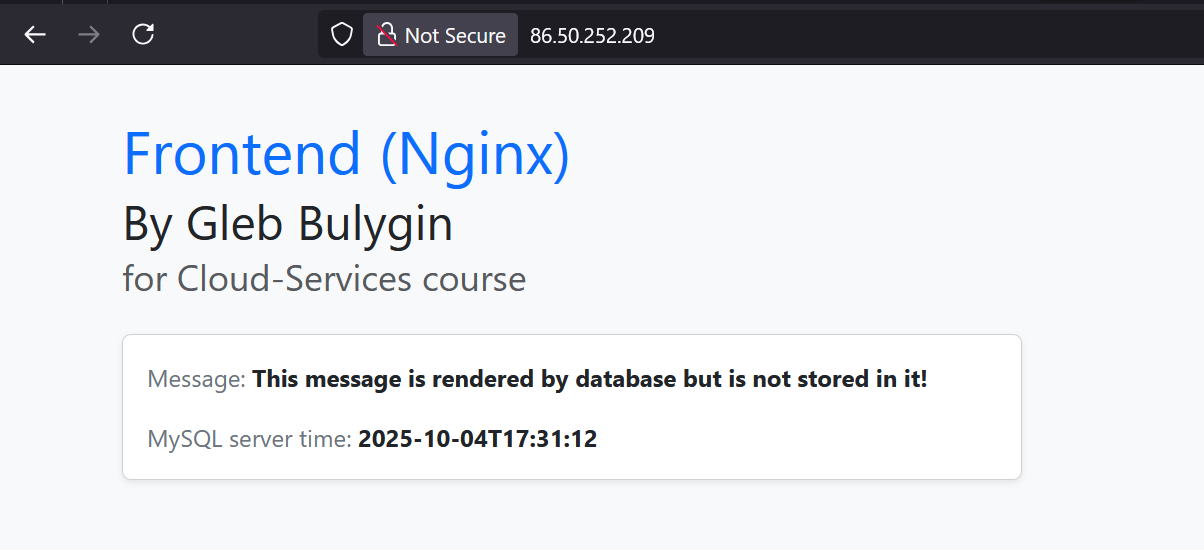 Not Secure 86.50.252.209
Frontend (Nginx)
By Gleb Bulygin
for Cloud-Services course
Message: This message is rendered by database but is not stored in it!
MySQL server time: 2025-10-04T17:31:12